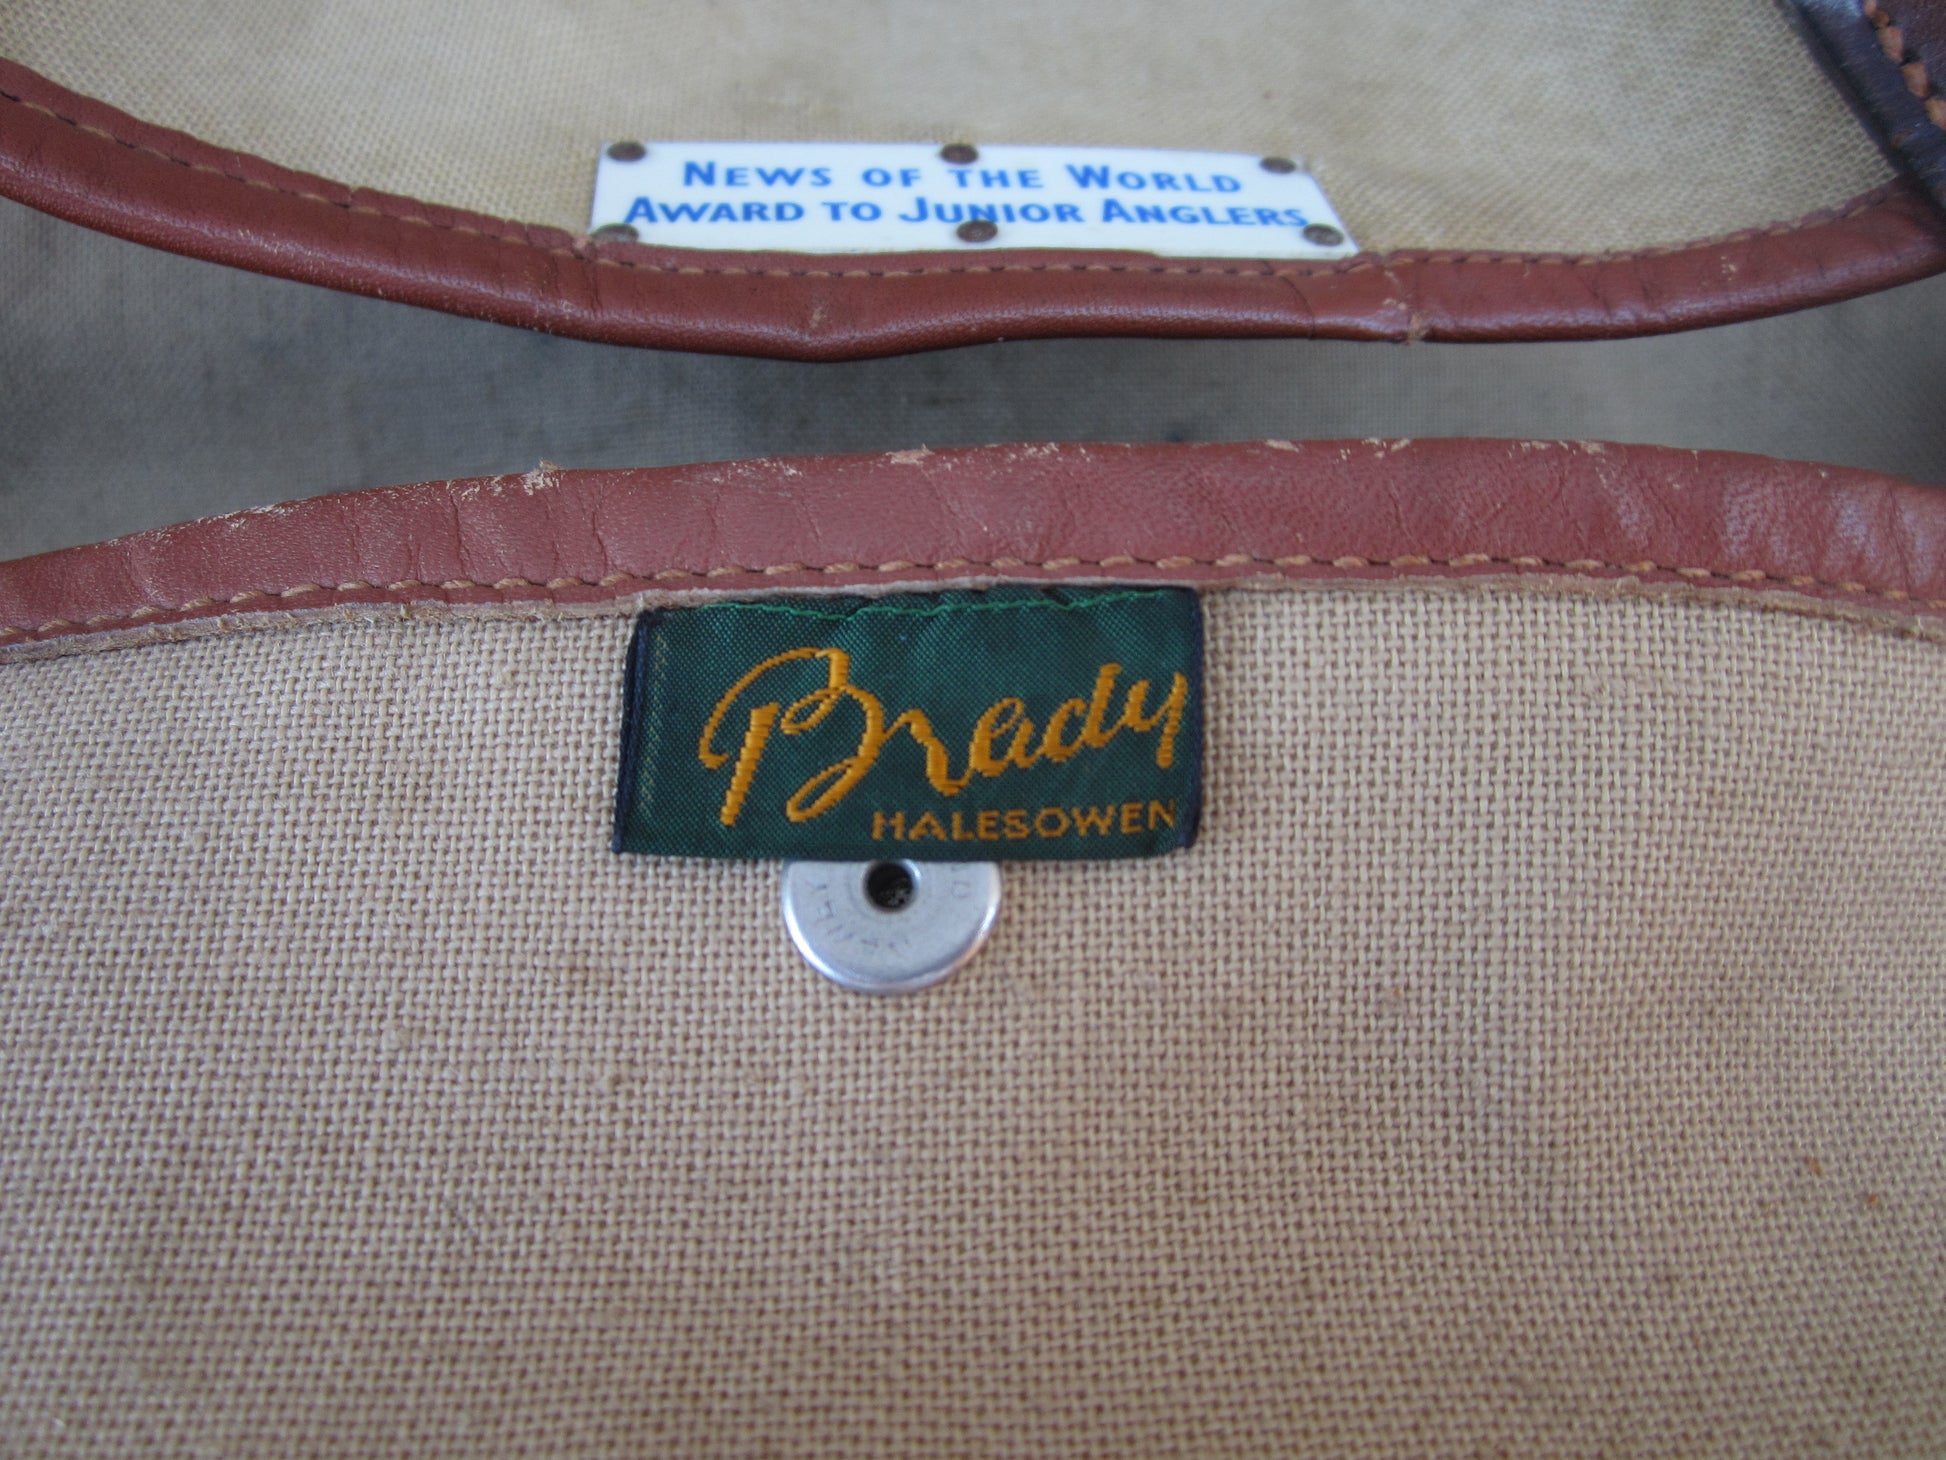 NEWS OF THE WORLD
AWARD TO JUNIOR ANGLERS
Brady
HALESOWEN